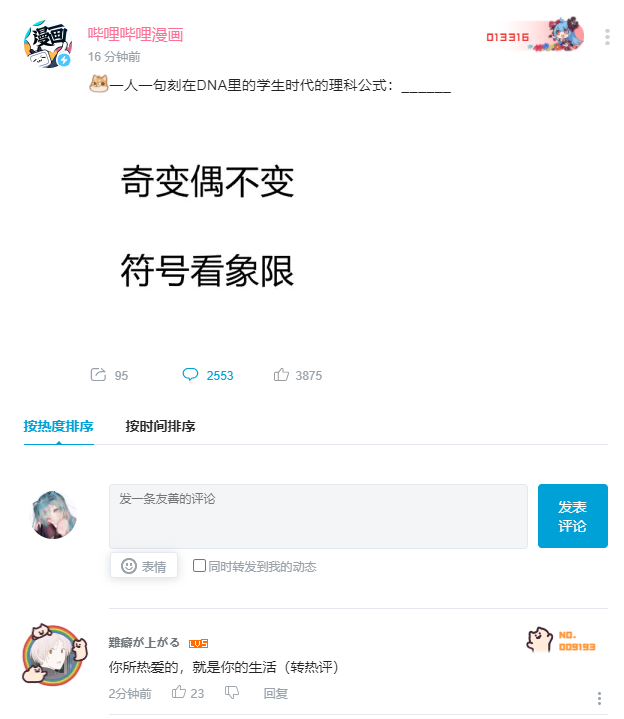 漫画
哔哩哔哩漫画
013316
16 分钟前
一人一句刻在DNA里的学生时代的理科公式：______
奇变偶不变
符号看象限
95 2553 3875
按热度排序 按时间排序
发一条友善的评论
发表
评论
表情 同时转发到我的动态
難癖が上がる LV5
NO.
009193
你所热爱的，就是你的生活（转热评）
2分钟前 23 回复